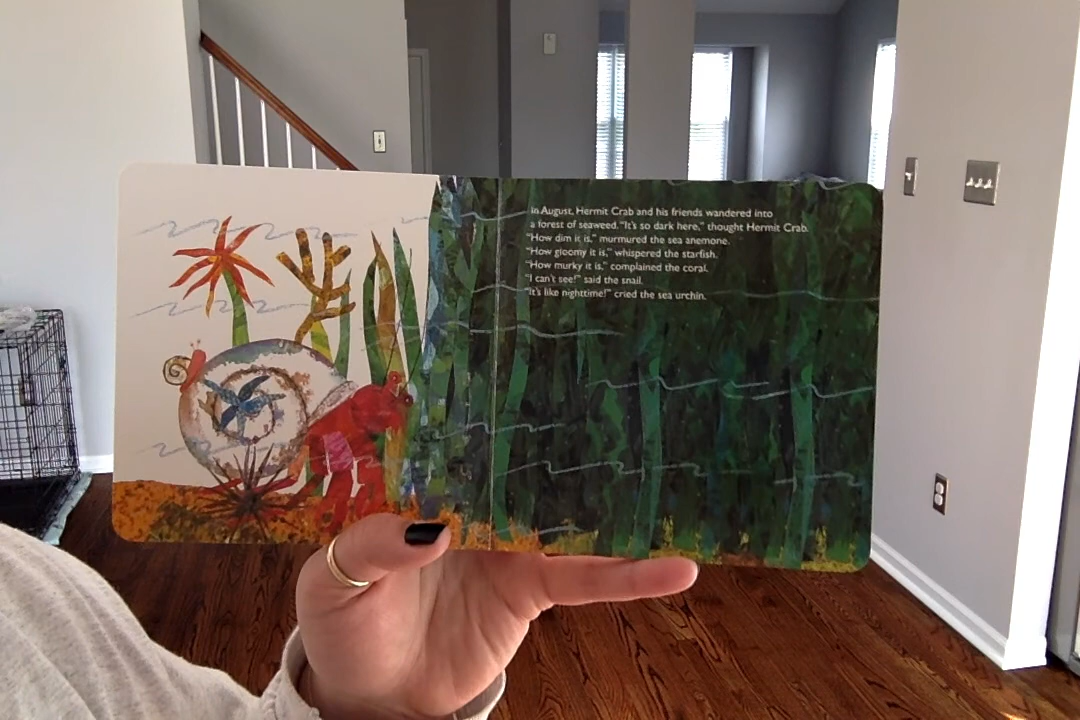 In August, Hermit Crab and his friends wandered into
a forest of seaweed. "It's so dark here," thought Hermit Crab.
"How dim it is," murmured the sea anemone.
"How gloomy it is," whispered the starfish.
"How murky it is," complained the coral.
"I can't see!" said the snail.
"It's like nighttime!" cried the sea urchin.